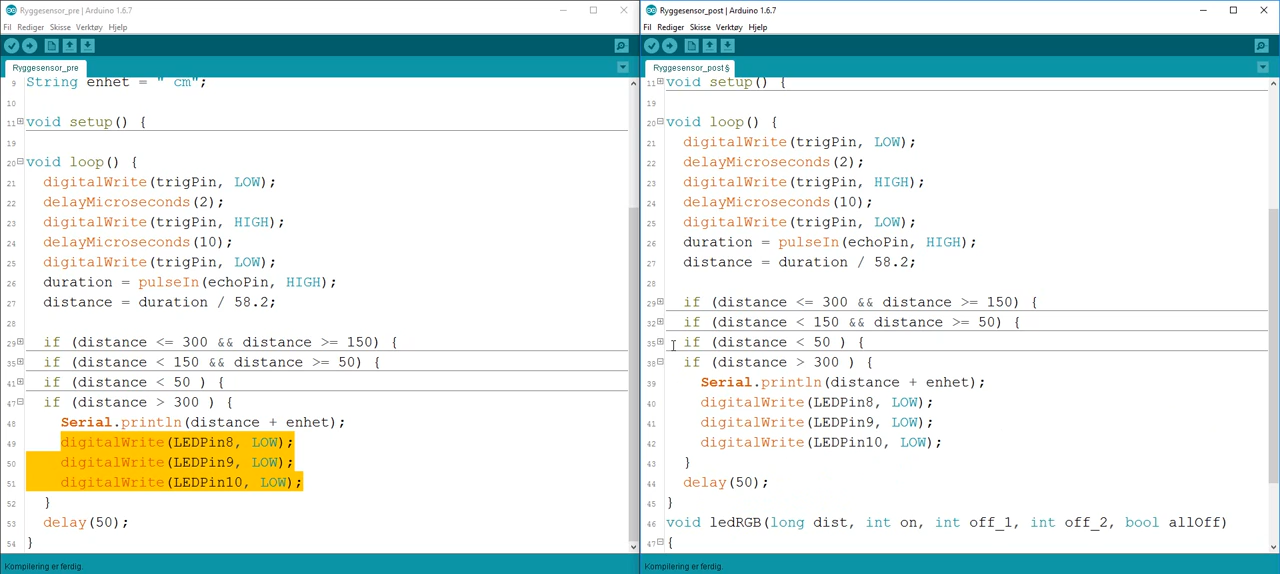 Ryggesensor_pre | Arduino 1.6.7
Fil Rediger Skisse Verktøy Hjelp
Ryggesensor_pre
9 String enhet = " cm";
10
11 void setup() {
19
20 void loop() {
21 digitalWrite(trigPin, LOW);
22 delayMicroseconds(2);
23 digitalWrite(trigPin, HIGH);
24 delayMicroseconds(10);
25 digitalWrite(trigPin, LOW);
26 duration = pulseIn(echoPin, HIGH);
27 distance = duration / 58.2;
28
29 if (distance <= 300 && distance >= 150) {
35 if (distance < 150 && distance >= 50) {
41 if (distance < 50 ) {
47 if (distance > 300 ) {
48 Serial.println(distance + enhet);
49 digitalWrite(LEDPin8, LOW);
50 digitalWrite(LEDPin9, LOW);
51 digitalWrite(LEDPin10, LOW);
52 }
53 delay(50);
54 }
Kompilering er ferdig.
Ryggesensor_post | Arduino 1.6.7
Fil Rediger Skisse Verktøy Hjelp
Ryggesensor_post §
11 void setup() {
19
20 void loop() {
21 digitalWrite(trigPin, LOW);
22 delayMicroseconds(2);
23 digitalWrite(trigPin, HIGH);
24 delayMicroseconds(10);
25 digitalWrite(trigPin, LOW);
26 duration = pulseIn(echoPin, HIGH);
27 distance = duration / 58.2;
29 if (distance <= 300 && distance >= 150) {
32 if (distance < 150 && distance >= 50) {
35 if (distance < 50 ) {
38 if (distance > 300 ) {
39 Serial.println(distance + enhet);
40 digitalWrite(LEDPin8, LOW);
41 digitalWrite(LEDPin9, LOW);
42 digitalWrite(LEDPin10, LOW);
43 }
44 delay(50);
45 }
46 void ledRGB(long dist, int on, int off_1, int off_2, bool allOff)
47 {
Kompilering er ferdig.